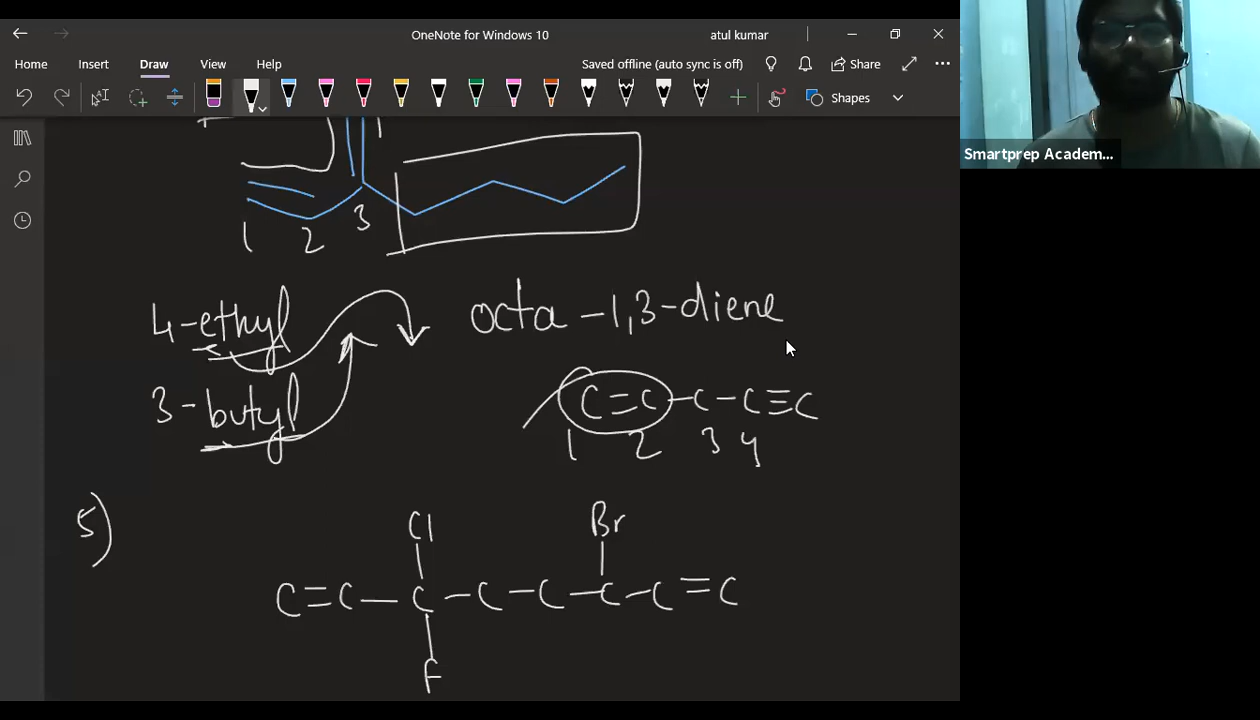 OneNote for Windows 10
atul kumar
Home Insert Draw View Help
Saved offline (auto sync is off)
Share
Shapes
Smartprep Academ...
1 2 3
4-ethyl
3-butyl
octa-1,3-diene
C=C-C-C≡C
1 2 3 4
5)
Cl Br
C=C-C-C-C-C-C=C
F